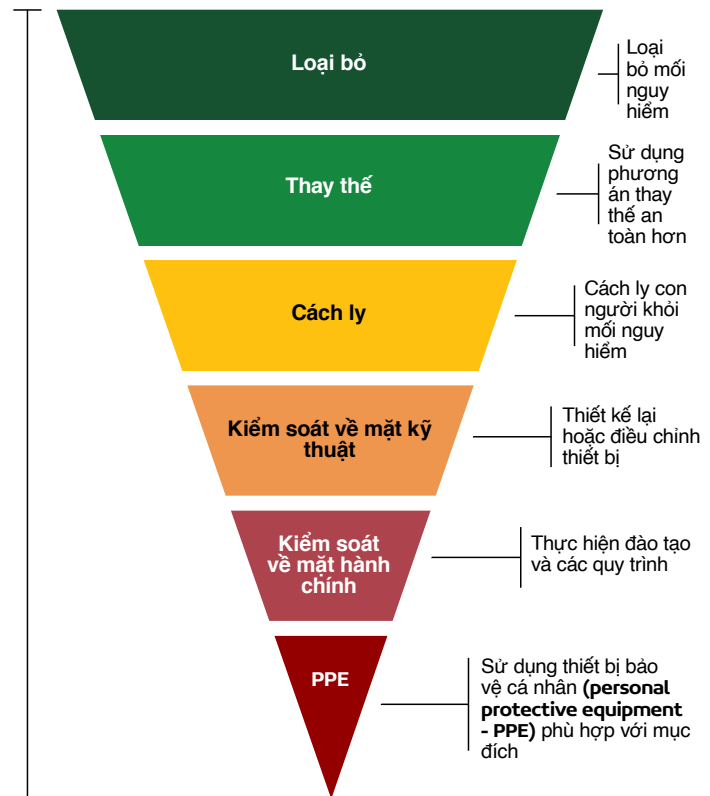 Loại bỏ
Loại
bỏ mối
nguy
hiểm
Thay thế
Sử dụng
phương
án thay
thế an
toàn hơn
Cách ly
Cách ly con
người khỏi
mối nguy
hiểm
Kiểm soát về mặt kỹ
thuật
Thiết kế lại
hoặc điều chỉnh
thiết bị
Kiểm soát
về mặt hành
chính
Thực hiện đào tạo
và các quy trình
PPE
Sử dụng thiết bị bảo
vệ cá nhân (personal
protective equipment
- PPE) phù hợp với mục
đích